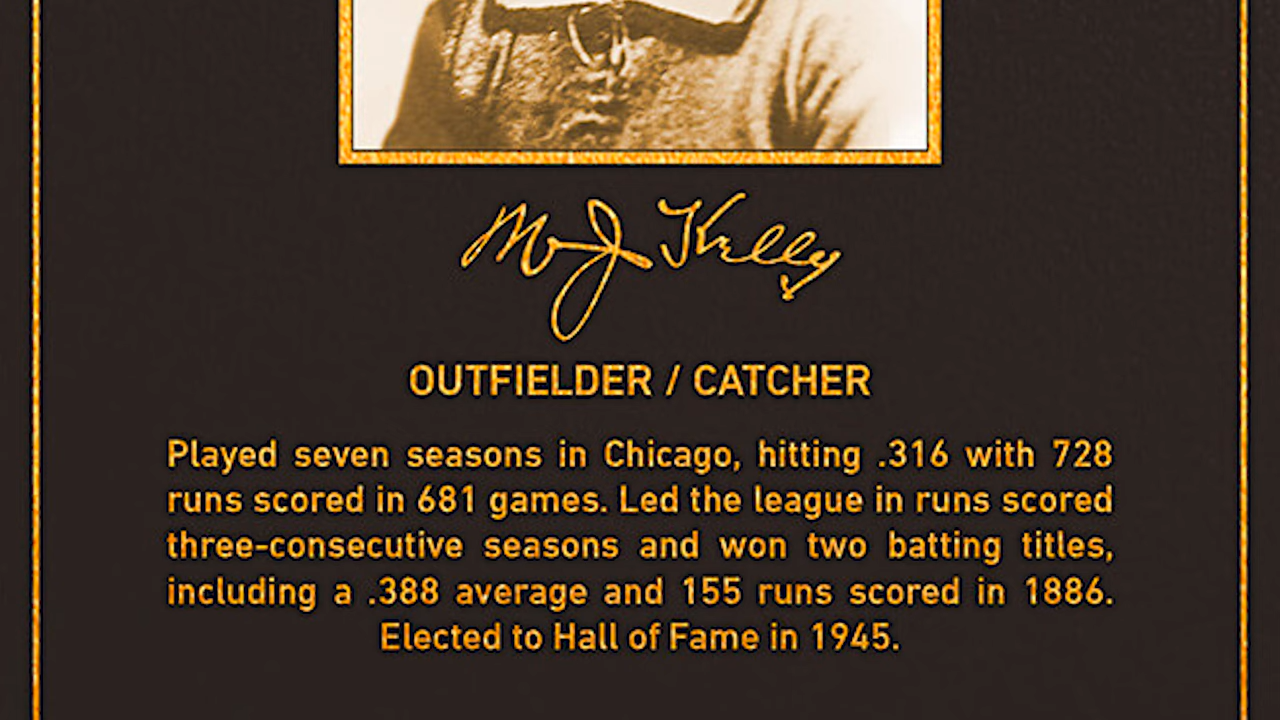 M J Kelly
OUTFIELDER / CATCHER
Played seven seasons in Chicago, hitting .316 with 728
runs scored in 681 games. Led the league in runs scored
three-consecutive seasons and won two batting titles,
including a .388 average and 155 runs scored in 1886.
Elected to Hall of Fame in 1945.